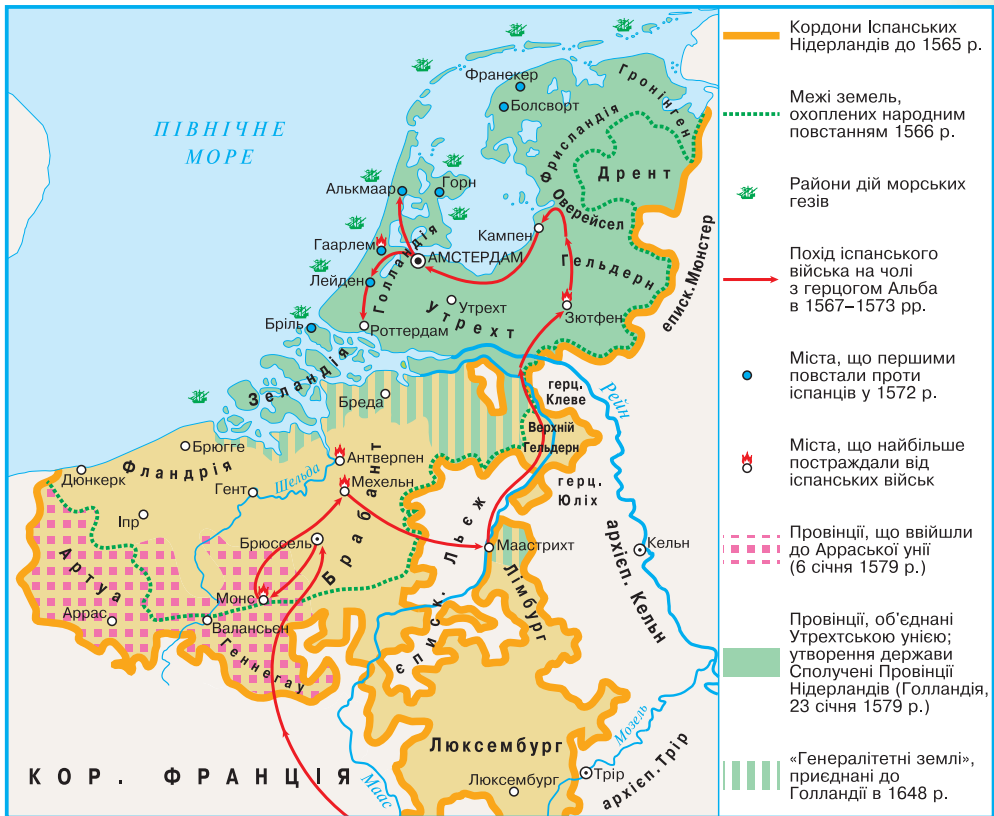 ПІВНІЧНЕ
МОРЕ
Франекер
Болсворт
Гронінген
Фрисландія
Дрент
Алькмаар
Горн
Оверейсел
Кампен
Гаарлем
Голландія
АМСТЕРДАМ
Гельдерн
Лейден
Утрехт
Утрехт
Зютфен
еписк. Мюнстер
Бріль
Роттердам
Зеландія
Бреда
герц.
Клеве
Рейн
Верхній
Гельдерн
Брюгге
Фландрія
Антверпен
Дюнкерк
Гент
Шельда
Мехельн
Брабант
герц.
Юліх
Іпр
Брюссель
Маастрихт
Кельн
архієп. Кельн
Артуа
Монс
Аррас
Валансьєн
Геннегау
єписк. Льєж
Лімбург
Люксембург
Мозель
КОР. ФРАНЦІЯ
Маас
Люксембург
Трір
архієп. Трір
Кордони Іспанських
Нідерландів до 1565 р.
Межі земель,
охоплених народним
повстанням 1566 р.
Райони дій морських
гезів
Похід іспанського
війська на чолі
з герцогом Альба
в 1567–1573 рр.
Міста, що першими
повстали проти
іспанців у 1572 р.
Міста, що найбільше
постраждали від
іспанських військ
Провінції, що ввійшли
до Арраської унії
(6 січня 1579 р.)
Провінції, об'єднані
Утрехтською унією;
утворення держави
Сполучені Провінції
Нідерландів (Голландія,
23 січня 1579 р.)
«Генералітетні землі»,
приєднані до
Голландії в 1648 р.